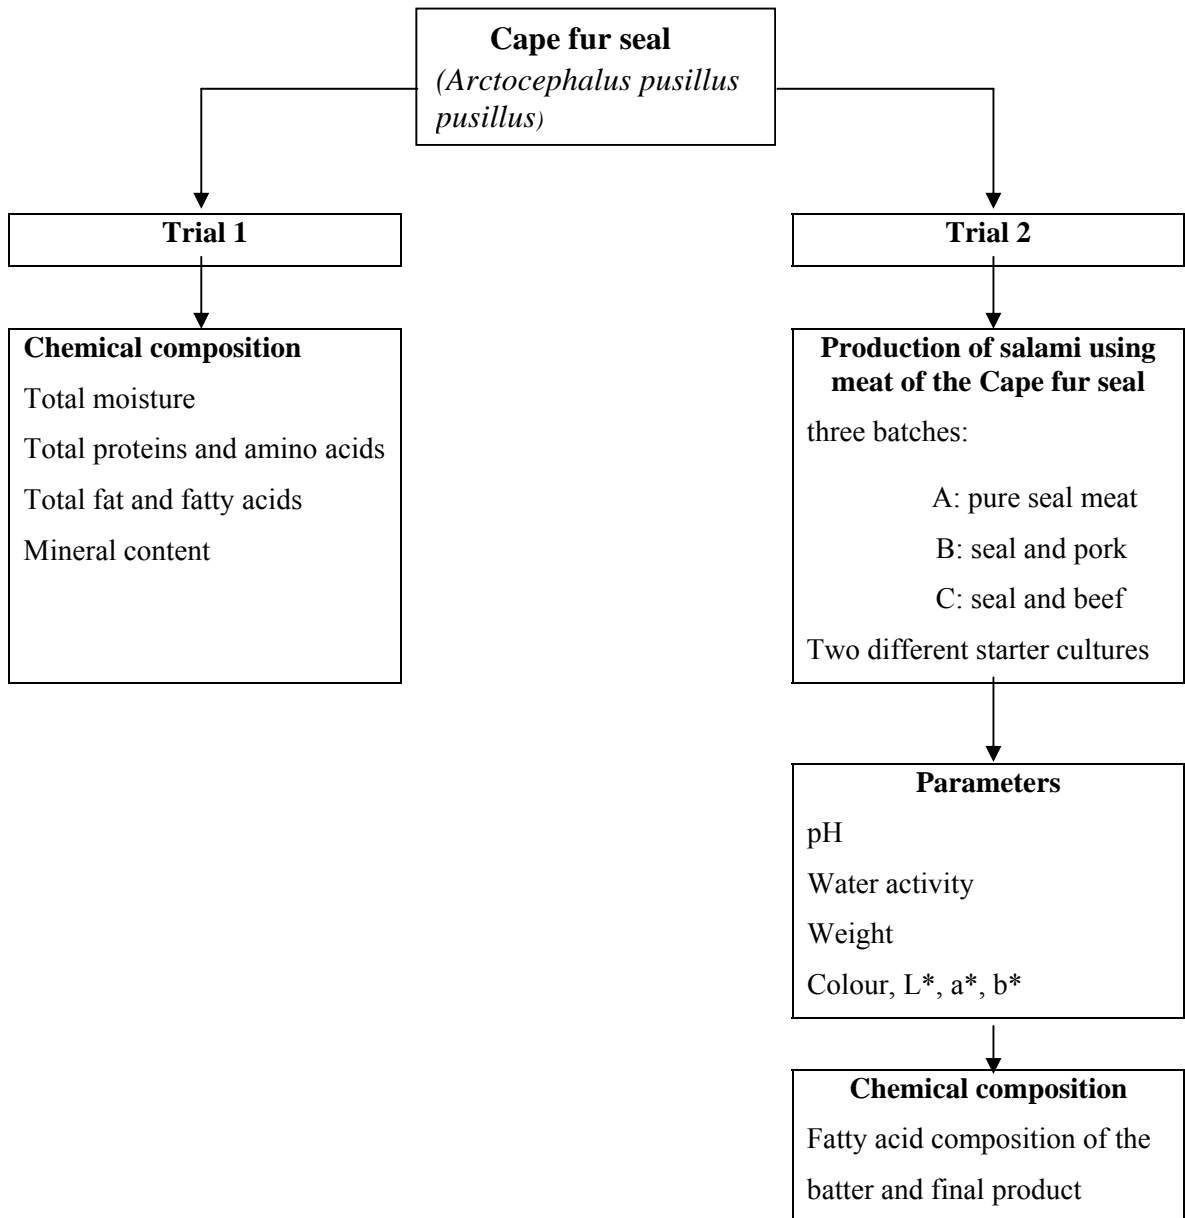 Cape fur seal
(Arctocephalus pusillus
pusillus)
Trial 1
Chemical composition
Total moisture
Total proteins and amino acids
Total fat and fatty acids
Mineral content
Trial 2
Production of salami using
meat of the Cape fur seal
three batches:
A: pure seal meat
B: seal and pork
C: seal and beef
Two different starter cultures
Parameters
pH
Water activity
Weight
Colour, L*, a*, b*
Chemical composition
Fatty acid composition of the
batter and final product